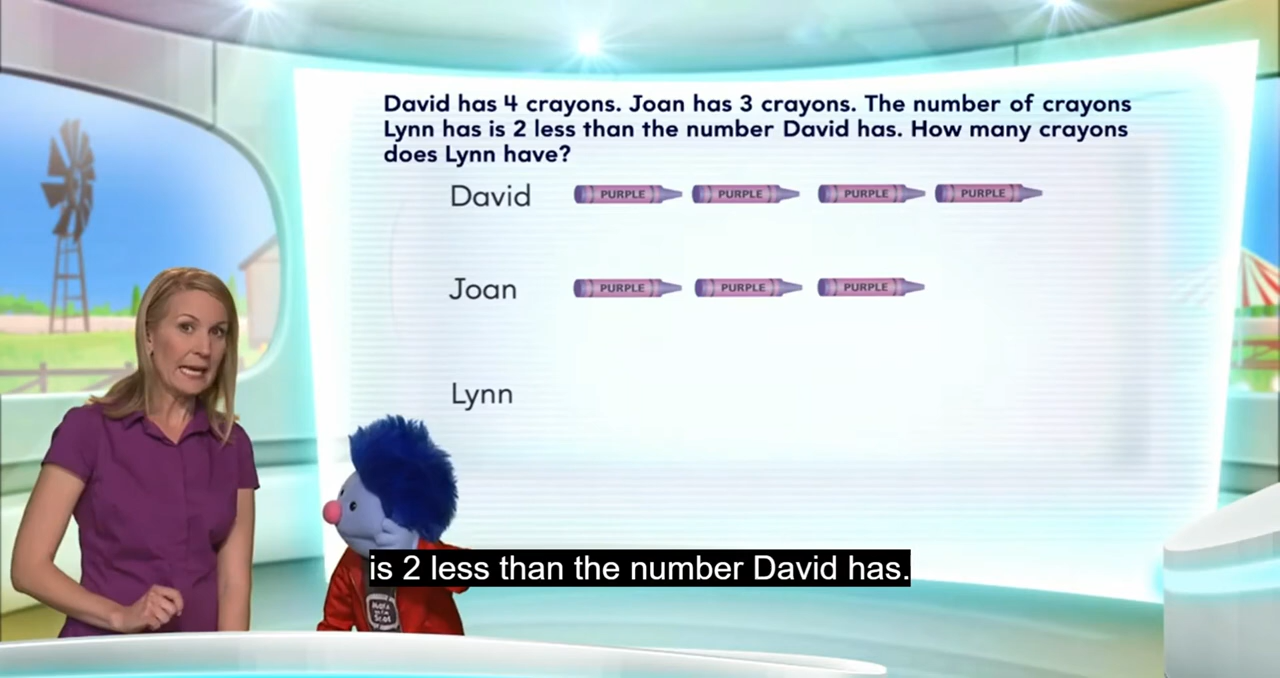 David has 4 crayons. Joan has 3 crayons. The number of crayons
Lynn has is 2 less than the number David has. How many crayons
does Lynn have?
David PURPLE PURPLE PURPLE PURPLE
Joan PURPLE PURPLE PURPLE
Lynn
is 2 less than the number David has.